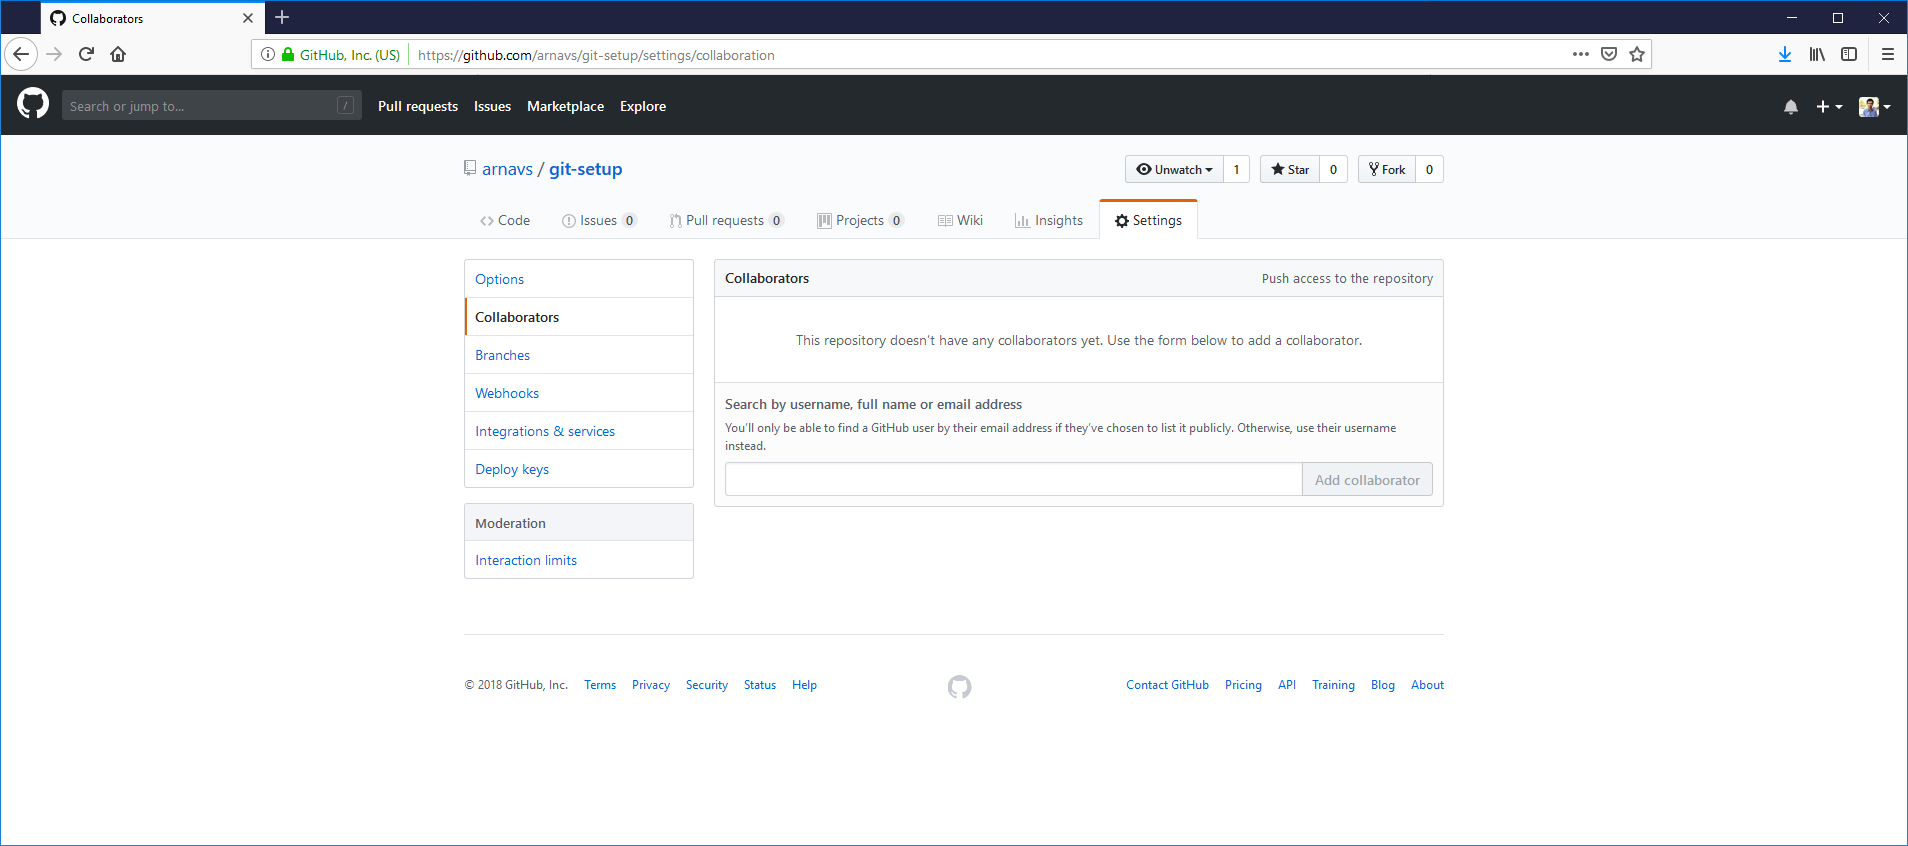 Collaborators
GitHub, Inc. (US) https://github.com/arnavs/git-setup/settings/collaboration
Search or jump to... / Pull requests Issues Marketplace Explore
arnavs / git-setup Unwatch 1 Star 0 Fork 0
Code Issues 0 Pull requests 0 Projects 0 Wiki Insights Settings
Options
Collaborators
Branches
Webhooks
Integrations & services
Deploy keys
Moderation
Interaction limits
Collaborators Push access to the repository
This repository doesn't have any collaborators yet. Use the form below to add a collaborator.
Search by username, full name or email address
You'll only be able to find a GitHub user by their email address if they've chosen to list it publicly. Otherwise, use their username
instead.
Add collaborator
© 2018 GitHub, Inc. Terms Privacy Security Status Help Contact GitHub Pricing API Training Blog About